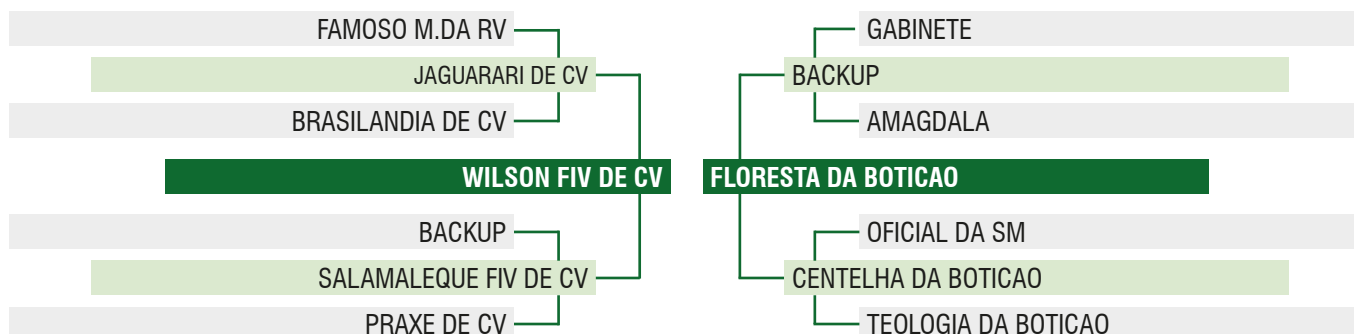 FAMOSO M.DA RV
JAGUARARI DE CV
BRASILANDIA DE CV
WILSON FIV DE CV
BACKUP
SALAMALEQUE FIV DE CV
PRAXE DE CV
GABINETE
BACKUP
AMAGDALA
FLORESTA DA BOTICAO
OFICIAL DA SM
CENTELHA DA BOTICAO
TEOLOGIA DA BOTICAO